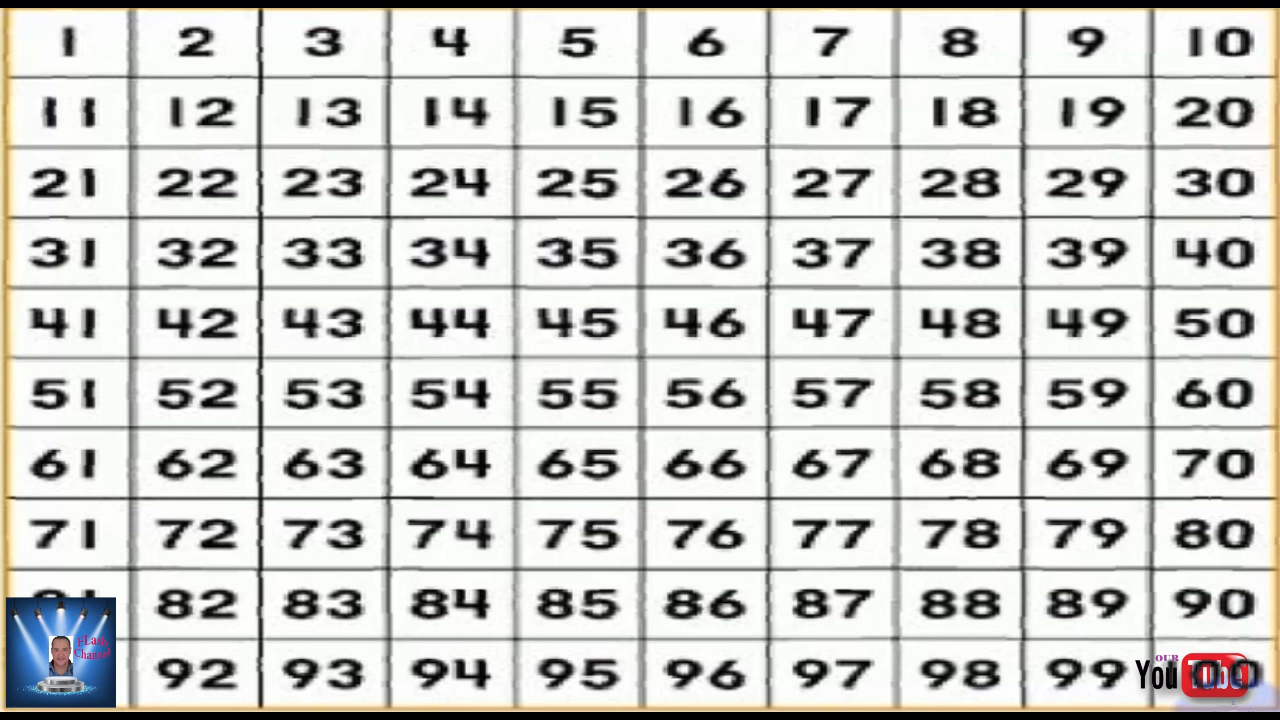 1 2 3 4 5 6 7 8 9 10
11 12 13 14 15 16 17 18 19 20
21 22 23 24 25 26 27 28 29 30
31 32 33 34 35 36 37 38 39 40
41 42 43 44 45 46 47 48 49 50
51 52 53 54 55 56 57 58 59 60
61 62 63 64 65 66 67 68 69 70
71 72 73 74 75 76 77 78 79 80
82 83 84 85 86 87 88 89 90
92 93 94 95 96 97 98 99
fLash
Channel
OUR
YouTube